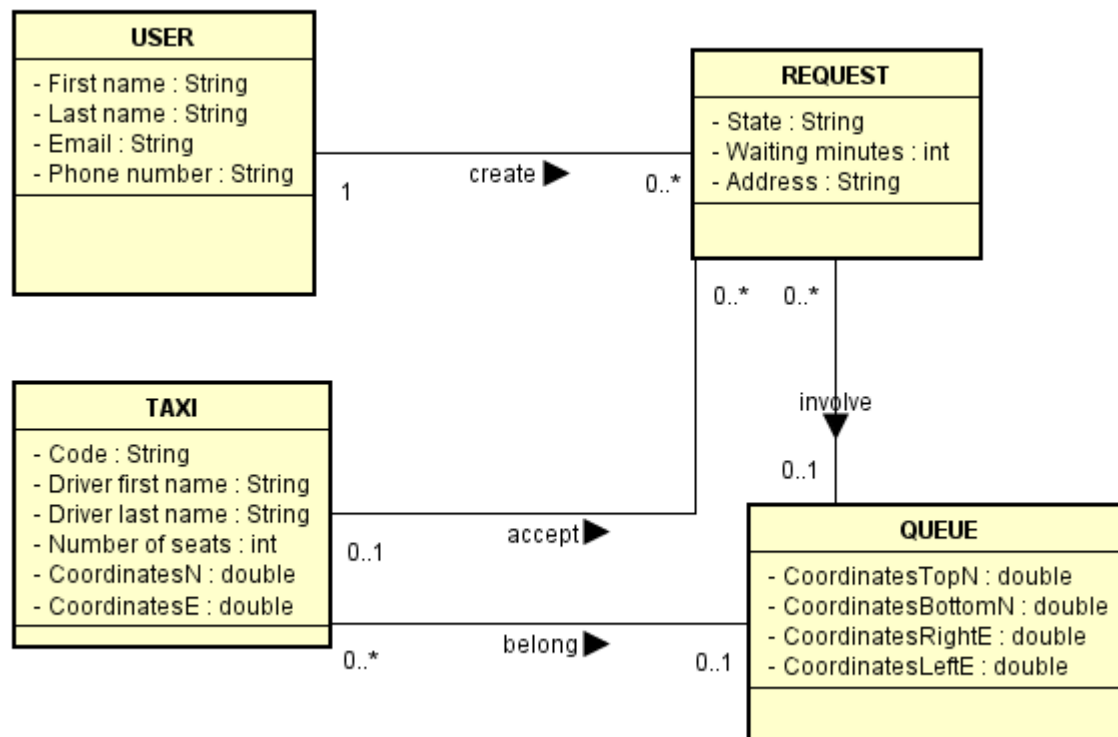 USER
- First name : String
- Last name : String
- Email : String
- Phone number : String
REQUEST
- State : String
- Waiting minutes : int
- Address : String
1
create
0..*
0..*
0..*
involve
0..1
TAXI
- Code : String
- Driver first name : String
- Driver last name : String
- Number of seats : int
- CoordinatesN : double
- CoordinatesE : double
0..1
accept
0..*
belong
0..1
QUEUE
- CoordinatesTopN : double
- CoordinatesBottomN : double
- CoordinatesRightE : double
- CoordinatesLeftE : double